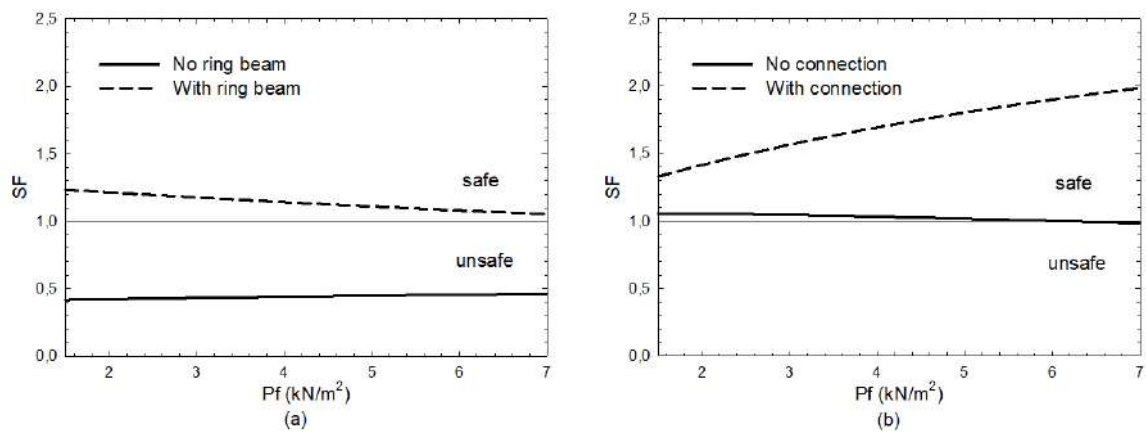 2,5
2,0
1,5
1,0
0,5
0,0
SF
No ring beam
With ring beam
safe
unsafe
2 3 4 5 6 7
Pf (kN/m²)
(a)
2,5
2,0
1,5
1,0
0,5
0,0
SF
No connection
With connection
safe
unsafe
2 3 4 5 6 7
Pf (kN/m²)
(b)